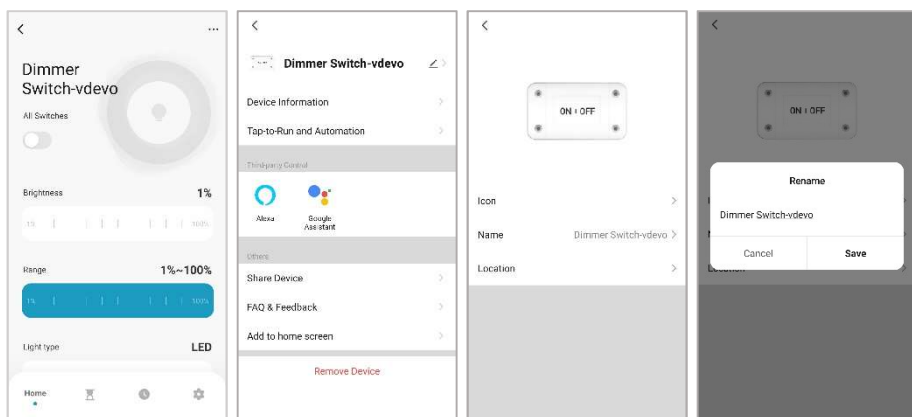 Dimmer
Switch-vdevo
All Switches
Brightness 1%
1% 100%
Range 1%~100%
1% 100%
Light type LED
Home
Dimmer Switch-vdevo
Device Information
Tap-to-Run and Automation
Third-party Control
Alexa
Google
Assistant
Others
Share Device
FAQ & Feedback
Add to home screen
Remove Device
ON OFF
Icon
Name Dimmer Switch-vdevo
Location
ON OFF
Rename
Dimmer Switch-vdevo
Cancel Save
Location